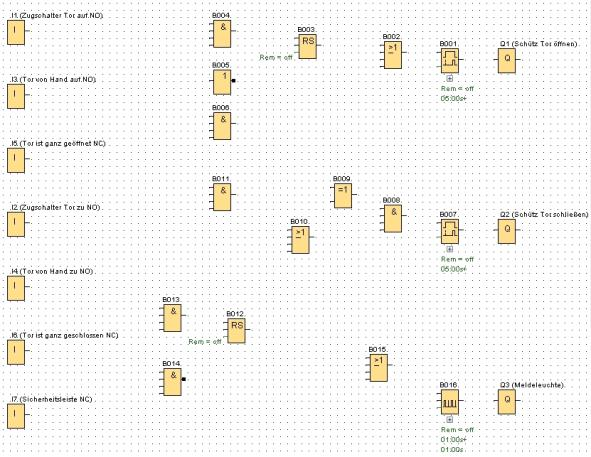 I1. (Zugschalter Tor auf.NO)
I
B004
&
B003
RS
Rem = off
B002
>1
B001
Rem = off
05:00s+
Q1 (Schütz Tor öffnen)
Q
I3. (Tor von Hand auf.NO)
I
B005
1
B006
&
I5. (Tor ist ganz geöffnet NC)
I
B011
&
B009
=1
B010
>1
B008
&
B007
Rem = off
05:00s+
Q2 (Schütz Tor schließen)
Q
I2. (Zugschalter Tor zu NO)
I
I4. (Tor von Hand zu NO)
I
B013
&
B012
RS
Rem = off
I6. (Tor ist ganz geschlossen NC)
I
B014
&
B015
>1
I7. (Sicherheitsleiste NC)
I
B016
Rem = off
01:00s+
01:00s
Q3 (Meldeleuchte)
Q